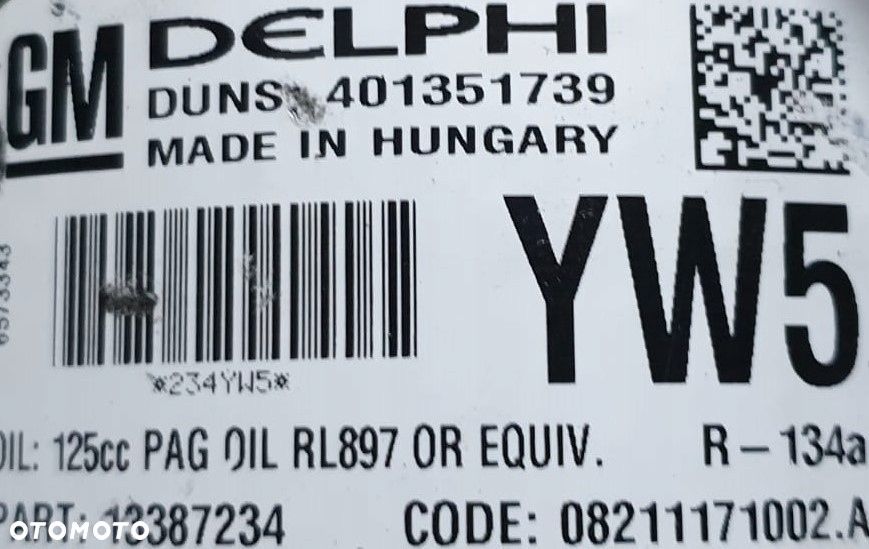 GM DELPHI
DUNS 401351739
MADE IN HUNGARY
YW5
*234YW5*
OIL: 125cc PAG OIL RL897 OR EQUIV. R-134a
PART: 13387234 CODE: 08211171002.A
OTOMOTO